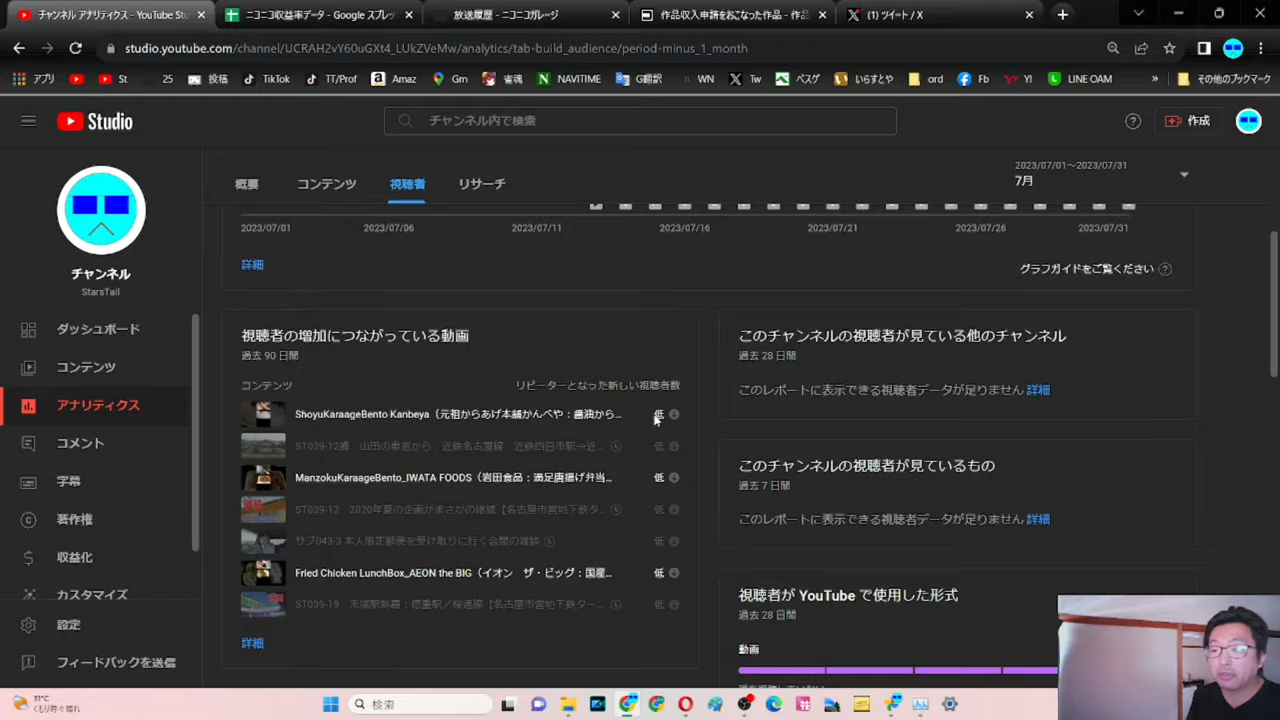 チャンネル アナリティクス - YouTube Stu
ニコニコ収益率データ - Google スプレッ
放送履歴 - ニコニコガレージ
作品収入申請をおこなった作品 - 作品
(1) ツイート / X
studio.youtube.com/channel/UCRAH2vY60uGXt4_LUkZVeMw/analytics/tab-build_audience/period-minus_1_month
アプリ St 25 投稿 TikTok TT/Prof Amaz Gm 雀魂 NAVITIME G翻訳 WN Tw ペスゲ いらすとや ord Fb Y! LINE OAM » その他のブックマーク
Studio
チャンネル内で検索
作成
概要 コンテンツ 視聴者 リサーチ
2023/07/01～2023/07/31
7月
チャンネル
StarsTail
ダッシュボード
コンテンツ
アナリティクス
コメント
字幕
著作権
収益化
カスタマイズ
設定
フィードバックを送信
2023/07/01 2023/07/06 2023/07/11 2023/07/16 2023/07/21 2023/07/26 2023/07/31
詳細
グラフガイドをご覧ください
視聴者の増加につながっている動画
過去 90 日間
コンテンツ リピーターとなった新しい視聴者数
ShoyuKaraageBento Kanbeya（元祖からあげ本舗かんべや：醤油から… 低
ST039-12補 山田の車窓から：近鉄名古屋線 近鉄四日市駅→近… 低
ManzokuKaraageBento_IWATA FOODS（岩田食品：満足唐揚げ弁当… 低
ST039-12 2020年夏の企画がまさかの継続【名古屋市営地下鉄タ… 低
サブ043-3 本人限定郵便を受け取りに行く合間の雑談 低
Fried Chicken LunchBox_AEON the BIG（イオン ザ・ビッグ：国産… 低
ST039-19 末端駅制覇：徳重駅／桜通線【名古屋市営地下鉄ター… 低
詳細
このチャンネルの視聴者が見ている他のチャンネル
過去 28 日間
このレポートに表示できる視聴者データが足りません 詳細
このチャンネルの視聴者が見ているもの
過去 7 日間
このレポートに表示できる視聴者データが足りません 詳細
視聴者が YouTube で使用した形式
過去 28 日間
動画
31°C
くもり時々晴れ
検索